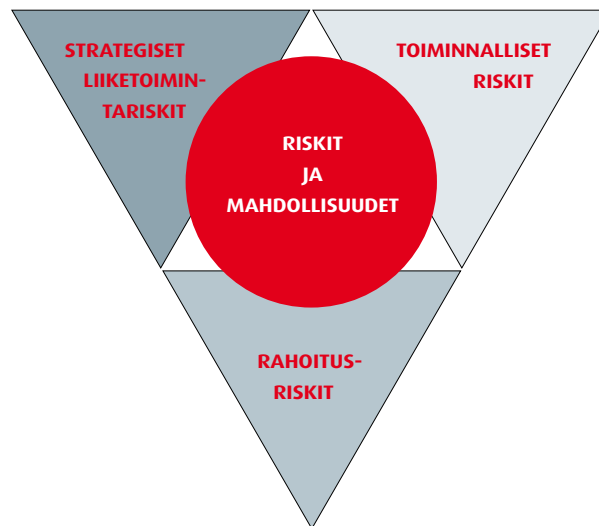 STRATEGISET
LIIKETOIMIN-
TARISKIT
TOIMINNALLISET
RISKIT
RISKIT
JA
MAHDOLLISUUDET
RAHOITUS-
RISKIT